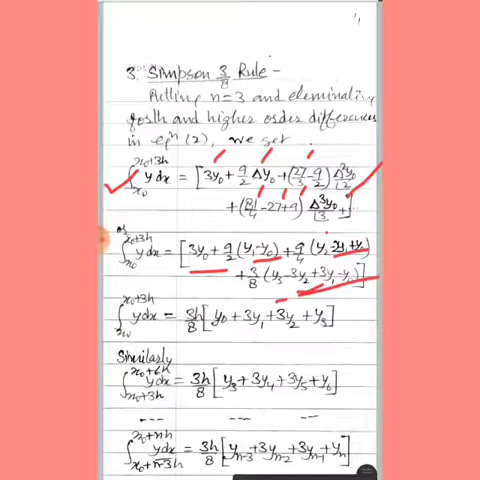 3. Simpson 3/8 Rule -
Putting n=3 and eleminating
forth and higher order differences
in eqⁿ (2), we get
∫_{x₀}^{x₀+3h} y dx = [3y₀ + 9/2 Δy₀ + (27/3 - 9/2) Δ²y₀/2
+ (81/4 - 27 + 9) Δ³y₀/3 + ]
or
∫_{x₀}^{x₀+3h} y dx = [3y₀ + 9/2 (y₁-y₀) + 9/4 (y₂ - 2y₁ + y₀)
+ 3/8 (y₃ - 3y₂ + 3y₁ - y₀)]
∫_{x₀}^{x₀+3h} y dx = 3h/8 [y₀ + 3y₁ + 3y₂ + y₃]
Similarly
∫_{x₀+3h}^{x₀+6h} y dx = 3h/8 [y₃ + 3y₄ + 3y₅ + y₆]
--- --- ---
∫_{x₀+n-3h}^{x₀+nh} y dx = 3h/8 [y_{n-3} + 3y_{n-2} + 3y_{n-1} + yₙ]